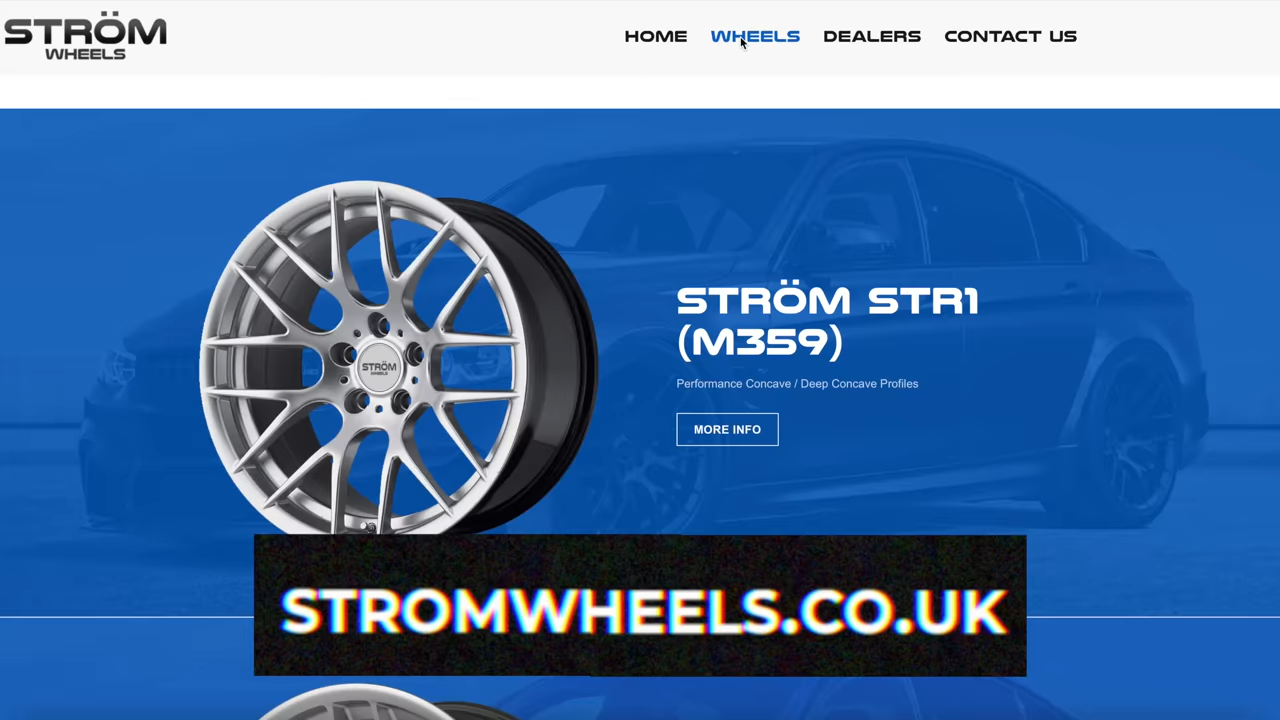 STRÖM
WHEELS
HOME WHEELS DEALERS CONTACT US
STRÖM STR1
(M359)
Performance Concave / Deep Concave Profiles
MORE INFO
STRÖM
WHEELS
STROMWHEELS.CO.UK